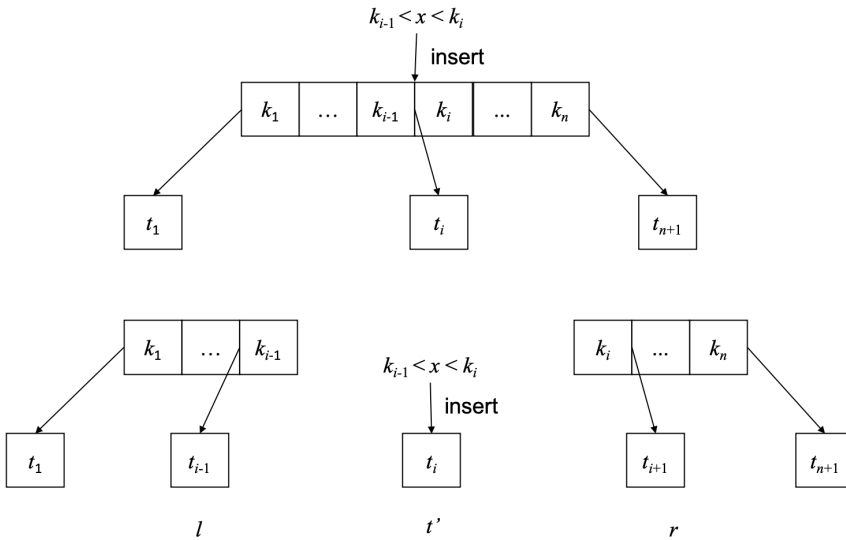 k_{i-1} < x < k_i
insert
k_1 … k_{i-1} k_i ... k_n
t_1 t_i t_{n+1}
k_1 … k_{i-1} k_i ... k_n
k_{i-1} < x < k_i
insert
t_1 t_{i-1} t_i t_{i+1} t_{n+1}
l t’ r